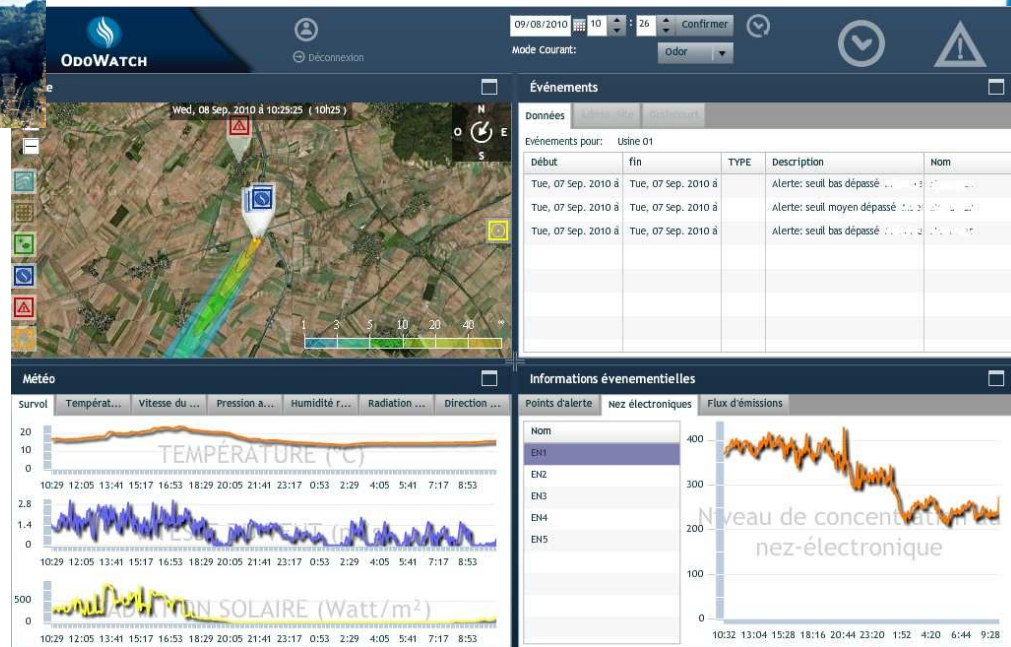 ODOWATCH
Déconnexion
09/08/2010 10 : 26 Confirmer
Mode Courant: Odor
e
Wed, 08 Sep. 2010 à 10:25:25 ( 10h25 )
N
O E
S
1 3 5 10 20 40 ∞
Événements
Données
Evénements pour: Usine 01
Début fin TYPE Description Nom
Tue, 07 Sep. 2010 à Tue, 07 Sep. 2010 à Alerte: seuil bas dépassé
Tue, 07 Sep. 2010 à Tue, 07 Sep. 2010 à Alerte: seuil moyen dépassé
Tue, 07 Sep. 2010 à Tue, 07 Sep. 2010 à Alerte: seuil bas dépassé
Météo
Survol Températ... Vitesse du ... Pression a... Humidité r... Radiation ... Direction ...
20
10
0
TEMPÉRATURE (°C)
10:29 12:05 13:41 15:17 16:53 18:29 20:05 21:41 23:17 0:53 2:29 4:05 5:41 7:17 8:53
2.8
1.4
0
10:29 12:05 13:41 15:17 16:53 18:29 20:05 21:41 23:17 0:53 2:29 4:05 5:41 7:17 8:53
500
0
RADIATION SOLAIRE (Watt/m²)
10:29 12:05 13:41 15:17 16:53 18:29 20:05 21:41 23:17 0:53 2:29 4:05 5:41 7:17 8:53
Informations évenementielles
Points d'alerte Nez électroniques Flux d'émissions
Nom
EN1
EN2
EN3
EN4
EN5
400
300
200
100
0
Niveau de concentration du
nez-électronique
10:32 13:04 15:28 18:16 20:44 23:20 1:52 4:20 6:44 9:28